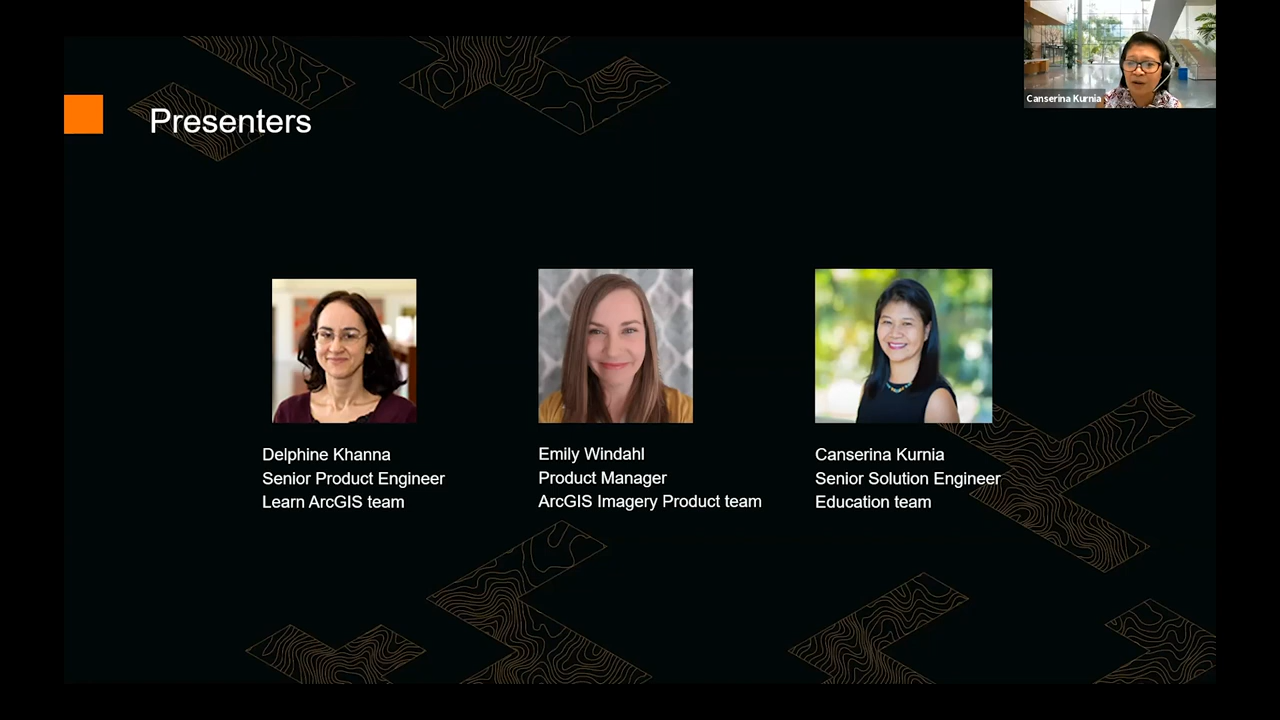 Canserina Kurnia
Presenters
Delphine Khanna
Senior Product Engineer
Learn ArcGIS team
Emily Windahl
Product Manager
ArcGIS Imagery Product team
Canserina Kurnia
Senior Solution Engineer
Education team